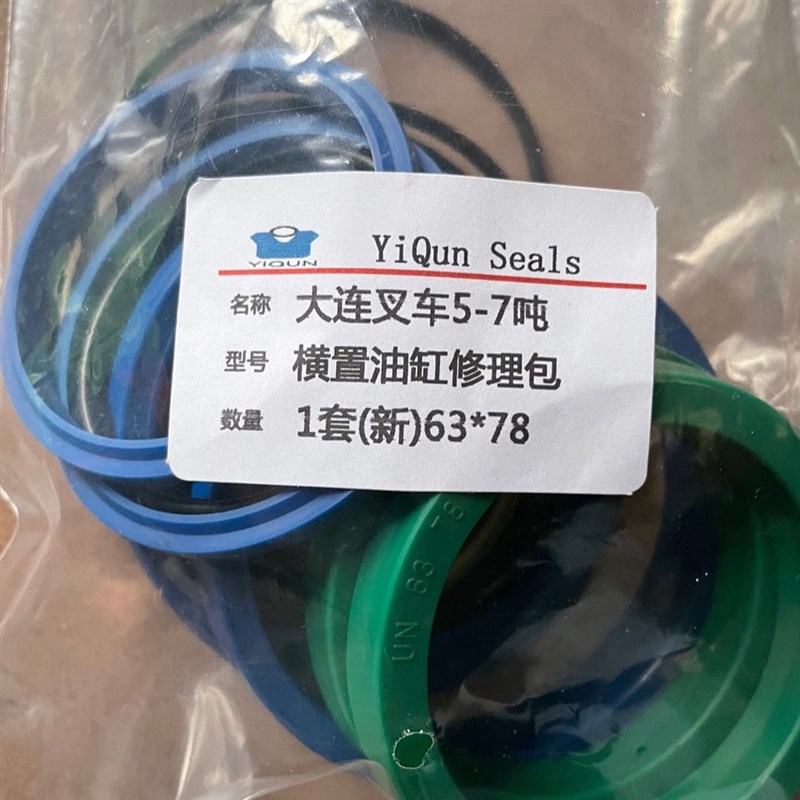 YIQUN
YiQun Seals
名称 大连叉车5-7吨
型号 横置油缸修理包
数量 1套(新)63*78
UN 63 78